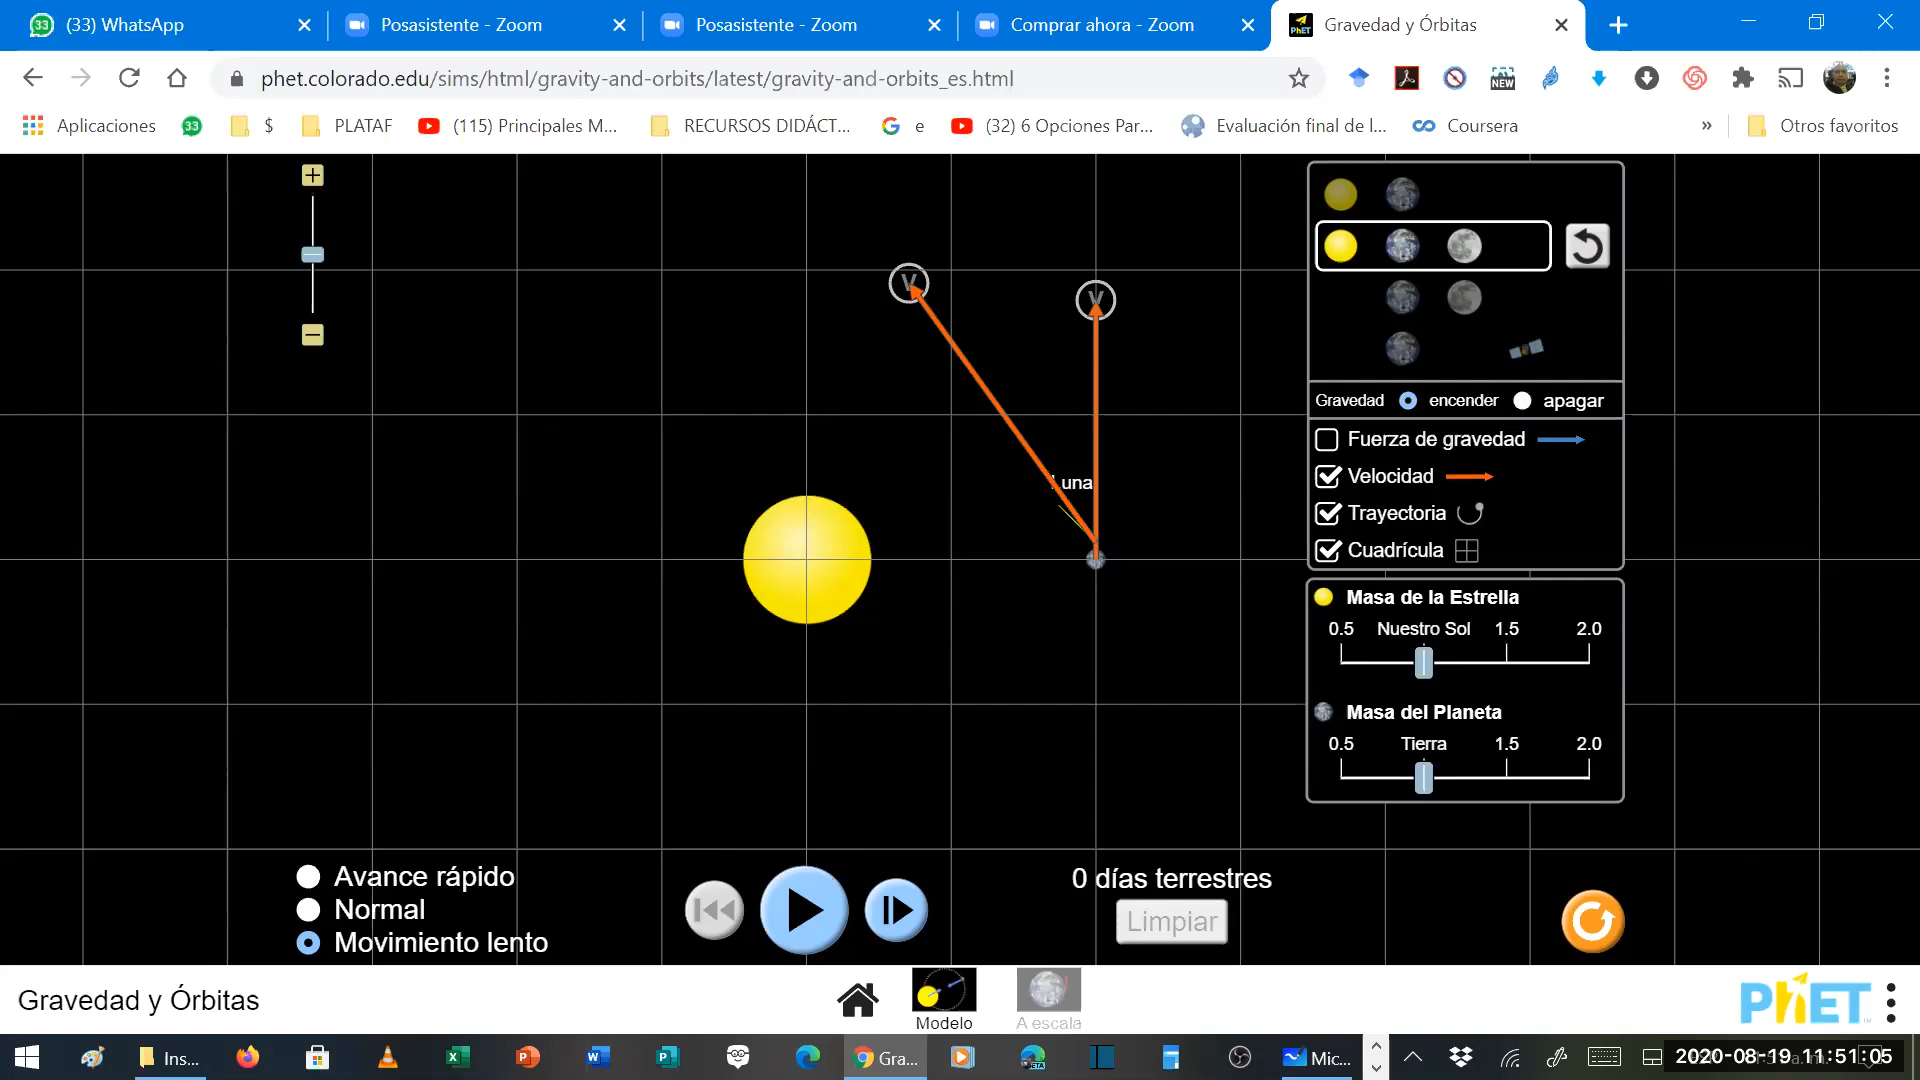 33 (33) WhatsApp
Posasistente - Zoom
Posasistente - Zoom
Comprar ahora - Zoom
PhET Gravedad y Órbitas
phet.colorado.edu/sims/html/gravity-and-orbits/latest/gravity-and-orbits_es.html
NEW
Aplicaciones
33
$
PLATAF
(115) Principales M...
RECURSOS DIDÁCT...
e
(32) 6 Opciones Par...
Evaluación final de l...
Coursera
»
Otros favoritos
V
V
Luna
Gravedad encender apagar
Fuerza de gravedad
Velocidad
Trayectoria
Cuadrícula
Masa de la Estrella
0.5 Nuestro Sol 1.5 2.0
Masa del Planeta
0.5 Tierra 1.5 2.0
Avance rápido
Normal
Movimiento lento
0 días terrestres
Limpiar
Gravedad y Órbitas
Modelo
A escala
PhET
Ins...
Gra...
Mic...
2020-08-19 11:51:05